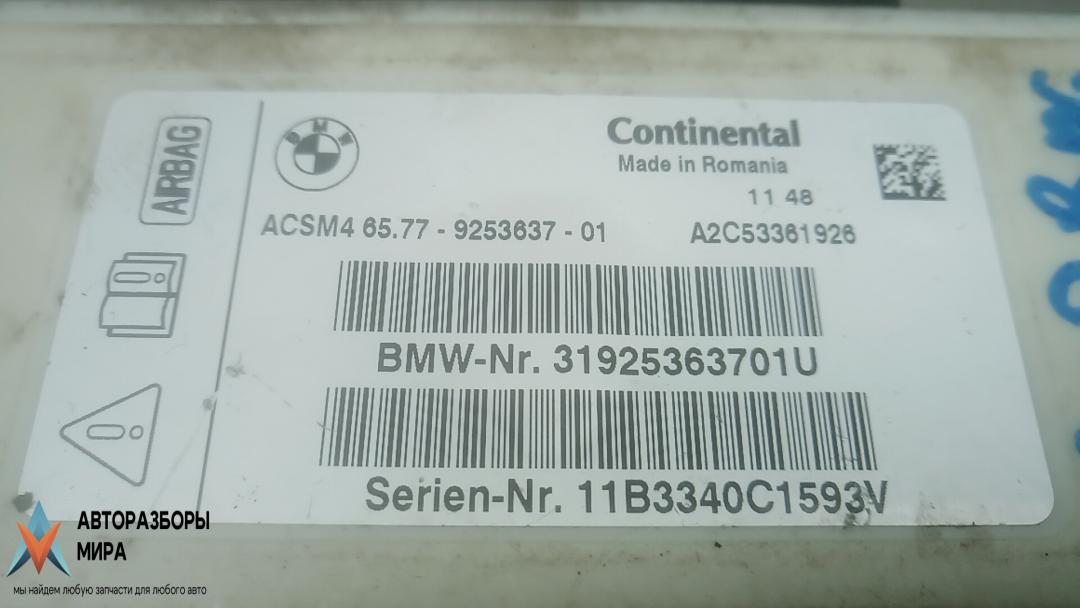 AIRBAG
BMW
Continental
Made in Romania
11 48
ACSM4 65.77 - 9253637 - 01
A2C53361926
BMW-Nr. 31925363701U
Serien-Nr. 11B3340C1593V
АВТОРАЗБОРЫ
МИРА
мы найдем любую запчасти для любого авто